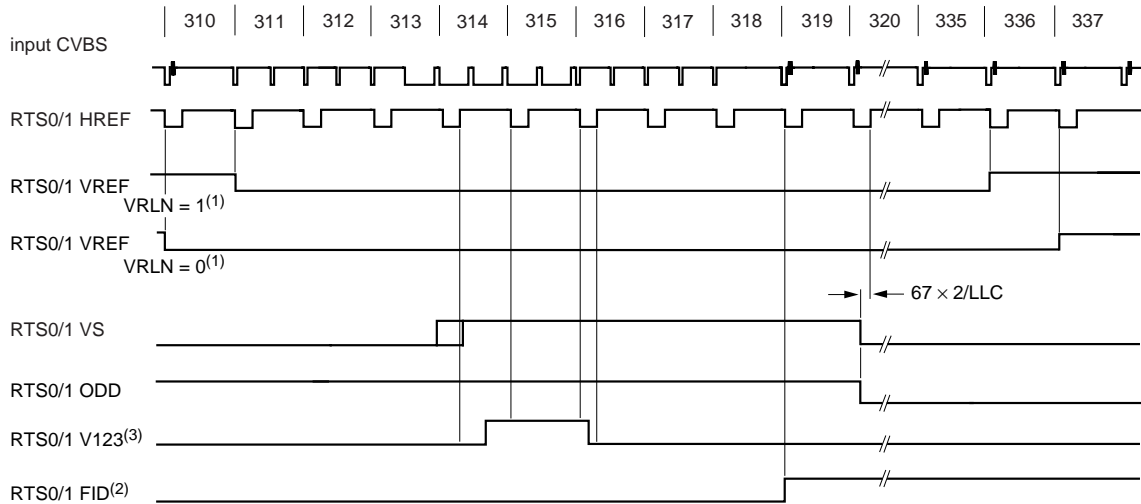 310 311 312 313 314 315 316 317 318 319 320 335 336 337
input CVBS
RTS0/1 HREF
RTS0/1 VREF
VRLN = 1(1)
RTS0/1 VREF
VRLN = 0(1)
67 × 2/LLC
RTS0/1 VS
RTS0/1 ODD
RTS0/1 V123(3)
RTS0/1 FID(2)